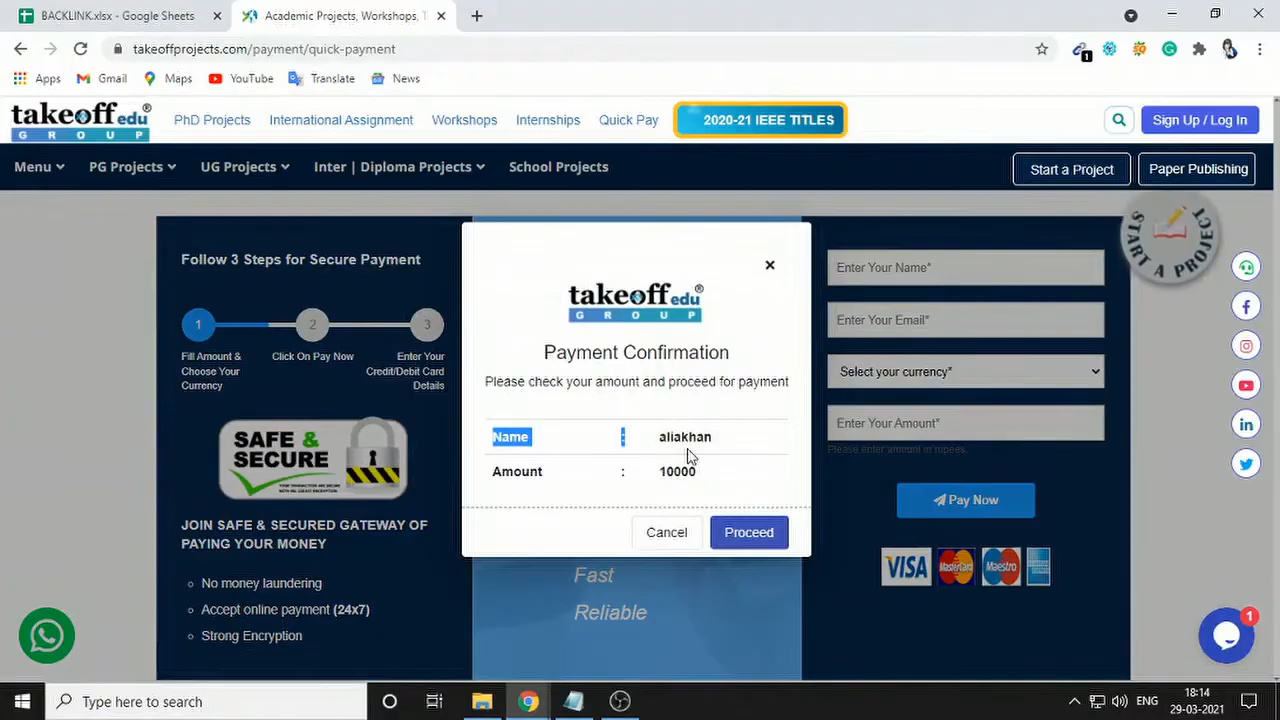 BACKLINK.xlsx - Google Sheets
Academic Projects, Workshops,
takeoffprojects.com/payment/quick-payment
1
Apps
Gmail
Maps
YouTube
Translate
News
takeoff edu®
GROUP
PhD Projects
International Assignment
Workshops
Internships
Quick Pay
2020-21 IEEE TITLES
Sign Up / Log In
Menu
PG Projects
UG Projects
Inter | Diploma Projects
School Projects
Start a Project
Paper Publishing
START A PROJECT
Follow 3 Steps for Secure Payment
1
2
3
Fill Amount &
Choose Your
Currency
Click On Pay Now
Enter Your
Credit/Debit Card
Details
SAFE &
SECURE
JOIN SAFE & SECURED GATEWAY OF
PAYING YOUR MONEY
No money laundering
Accept online payment (24x7)
Strong Encryption
×
takeoff edu®
GROUP
Payment Confirmation
Please check your amount and proceed for payment
Name : aliakhan
Amount : 10000
Cancel
Proceed
Fast
Reliable
Enter Your Name*
Enter Your Email*
Select your currency*
Enter Your Amount*
Please enter amount in rupees.
Pay Now
VISA
MasterCard
Maestro
1
Type here to search
ENG
18:14
29-03-2021